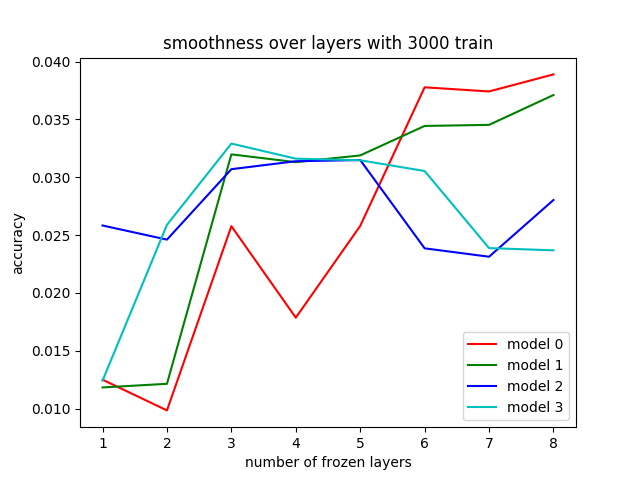 smoothness over layers with 3000 train
0.040
0.035
0.030
0.025
0.020
0.015
0.010
accuracy
model 0
model 1
model 2
model 3
1 2 3 4 5 6 7 8
number of frozen layers